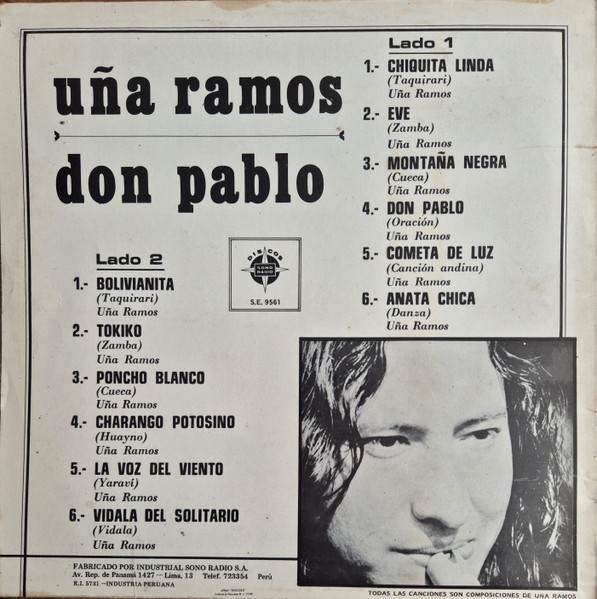 uña ramos
don pablo
Lado 1
1.- CHIQUITA LINDA
(Taquirari)
Uña Ramos
2.- EVE
(Zamba)
Uña Ramos
3.- MONTAÑA NEGRA
(Cueca)
Uña Ramos
4.- DON PABLO
(Oración)
Uña Ramos
5.- COMETA DE LUZ
(Canción andina)
Uña Ramos
6.- ANATA CHICA
(Danza)
Uña Ramos
DISCOS
SONO
RADIO
S.E. 9561
Lado 2
1.- BOLIVIANITA
(Taquirari)
Uña Ramos
2.- TOKIKO
(Zamba)
Uña Ramos
3.- PONCHO BLANCO
(Cueca)
Uña Ramos
4.- CHARANGO POTOSINO
(Huayno)
Uña Ramos
5.- LA VOZ DEL VIENTO
(Yaraví)
Uña Ramos
6.- VIDALA DEL SOLITARIO
(Vidala)
Uña Ramos
FABRICADO POR INDUSTRIAL SONO RADIO S.A.
Av. Rep. de Panamá 1427 — Lima, 13 Telef. 723354 Perú
R.I. 5731 —INDUSTRIA PERUANA
TODAS LAS CANCIONES SON COMPOSICIONES DE UÑA RAMOS